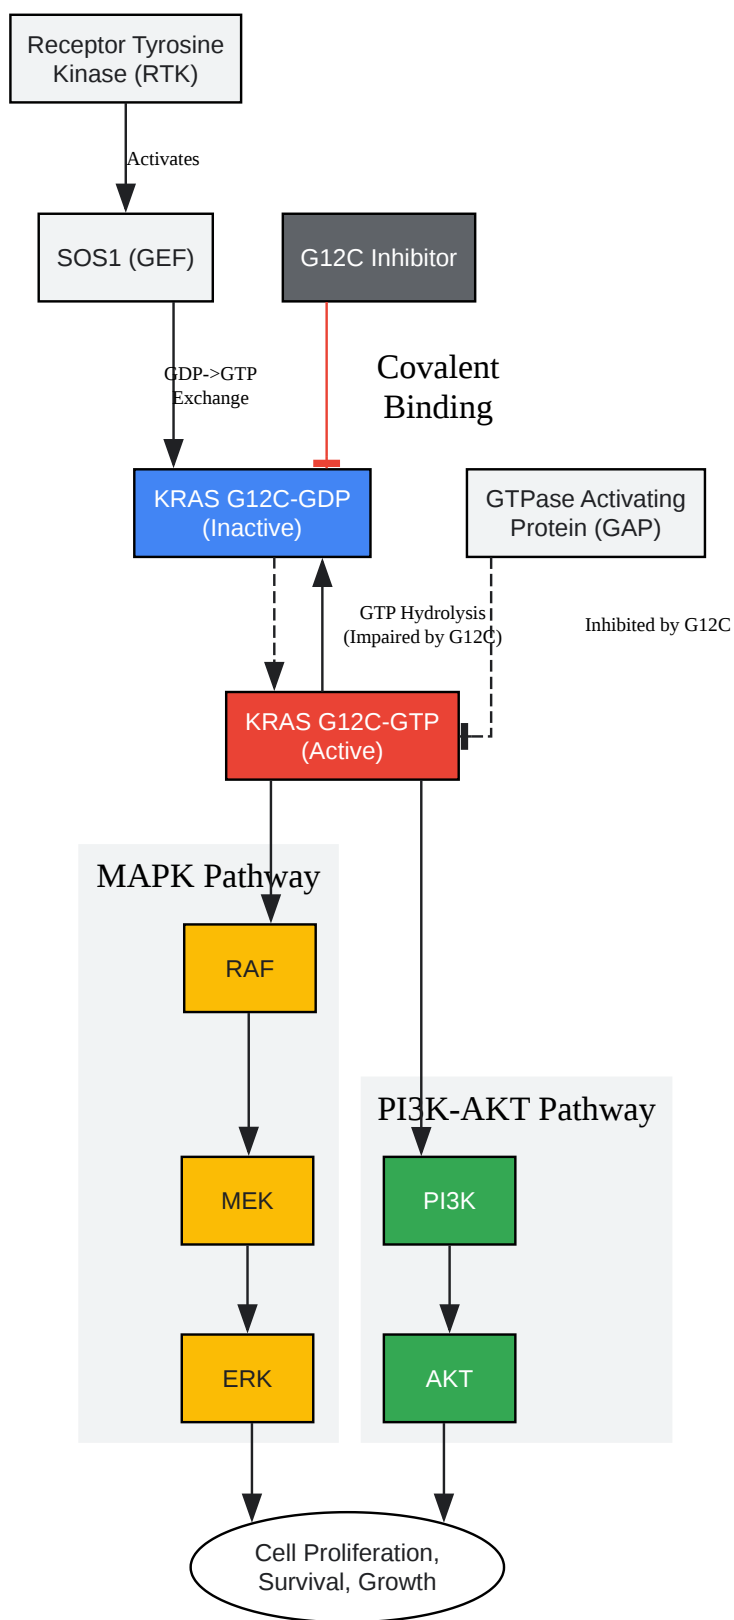 Receptor Tyrosine
Kinase (RTK)
Activates
SOS1 (GEF)
G12C Inhibitor
GDP->GTP
Exchange
Covalent
Binding
KRAS G12C-GDP
(Inactive)
GTPase Activating
Protein (GAP)
GTP Hydrolysis
(Impaired by G12C)
Inhibited by G12C
KRAS G12C-GTP
(Active)
MAPK Pathway
RAF
PI3K-AKT Pathway
MEK
PI3K
ERK
AKT
Cell Proliferation,
Survival, Growth